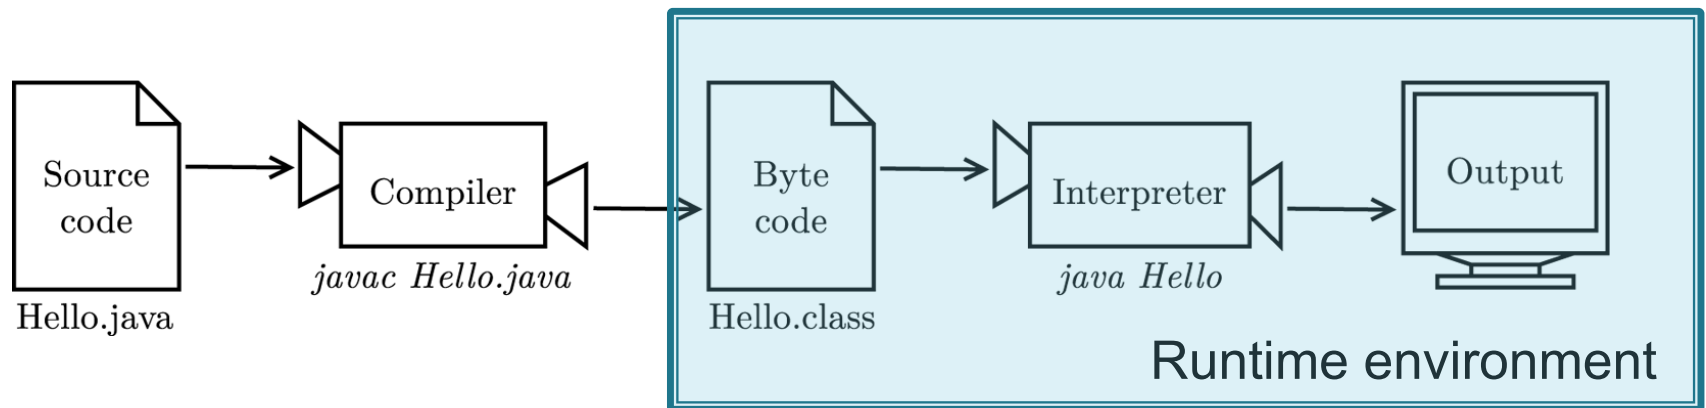 Source
code
Hello.java
Compiler
javac Hello.java
Byte
code
Hello.class
Interpreter
java Hello
Output
Runtime environment